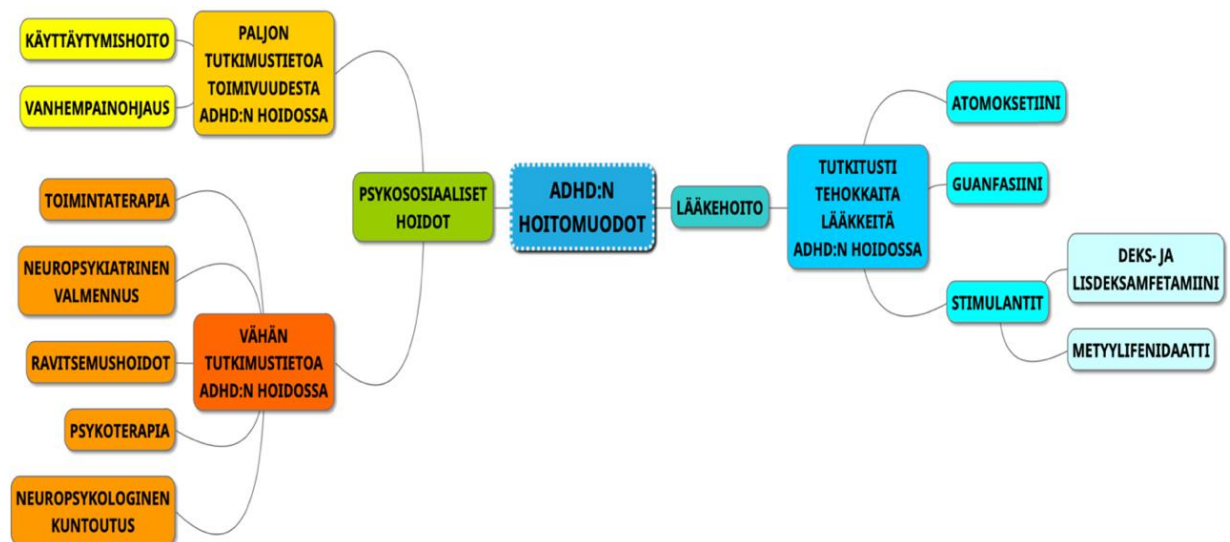 KÄYTTÄYTYMISHOITO
VANHEMPAINOHJAUS
PALJON
TUTKIMUSTIETOA
TOIMIVUUDESTA
ADHD:N HOIDOSSA
TOIMINTATERAPIA
NEUROPSYKIATRINEN
VALMENNUS
RAVITSEMUSHOIDOT
PSYKOTERAPIA
NEUROPSYKOLOGINEN
KUNTOUTUS
VÄHÄN
TUTKIMUSTIETOA
ADHD:N HOIDOSSA
PSYKOSOSIAALISET
HOIDOT
ADHD:N
HOITOMUODOT
LÄÄKEHOITO
TUTKITUSTI
TEHOKKAITA
LÄÄKKEITÄ
ADHD:N HOIDOSSA
ATOMOKSETIINI
GUANFASIINI
STIMULANTIT
DEKS- JA
LISDEKSAMFETAMIINI
METYYLIFENIDAATTI